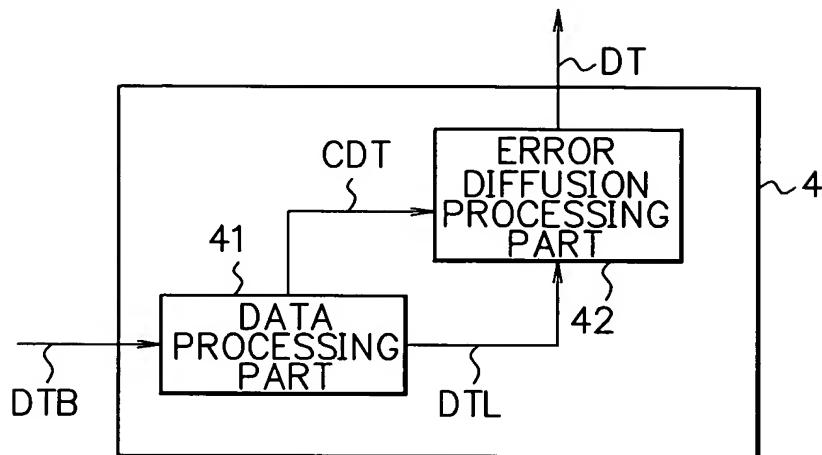 DT
CDT
ERROR
DIFFUSION
PROCESSING
PART
4
41
42
DATA
PROCESSING
PART
DTB
DTL